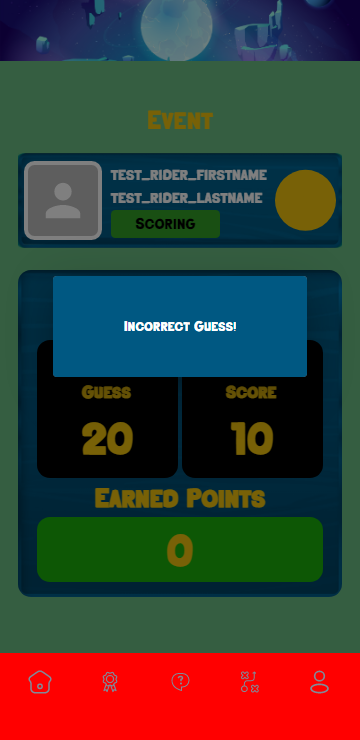 Event
TEST_RIDER_FIRSTNAME
TEST_RIDER_LASTNAME
Scoring
Incorrect Guess!
Guess
Score
20
10
Earned Points
0